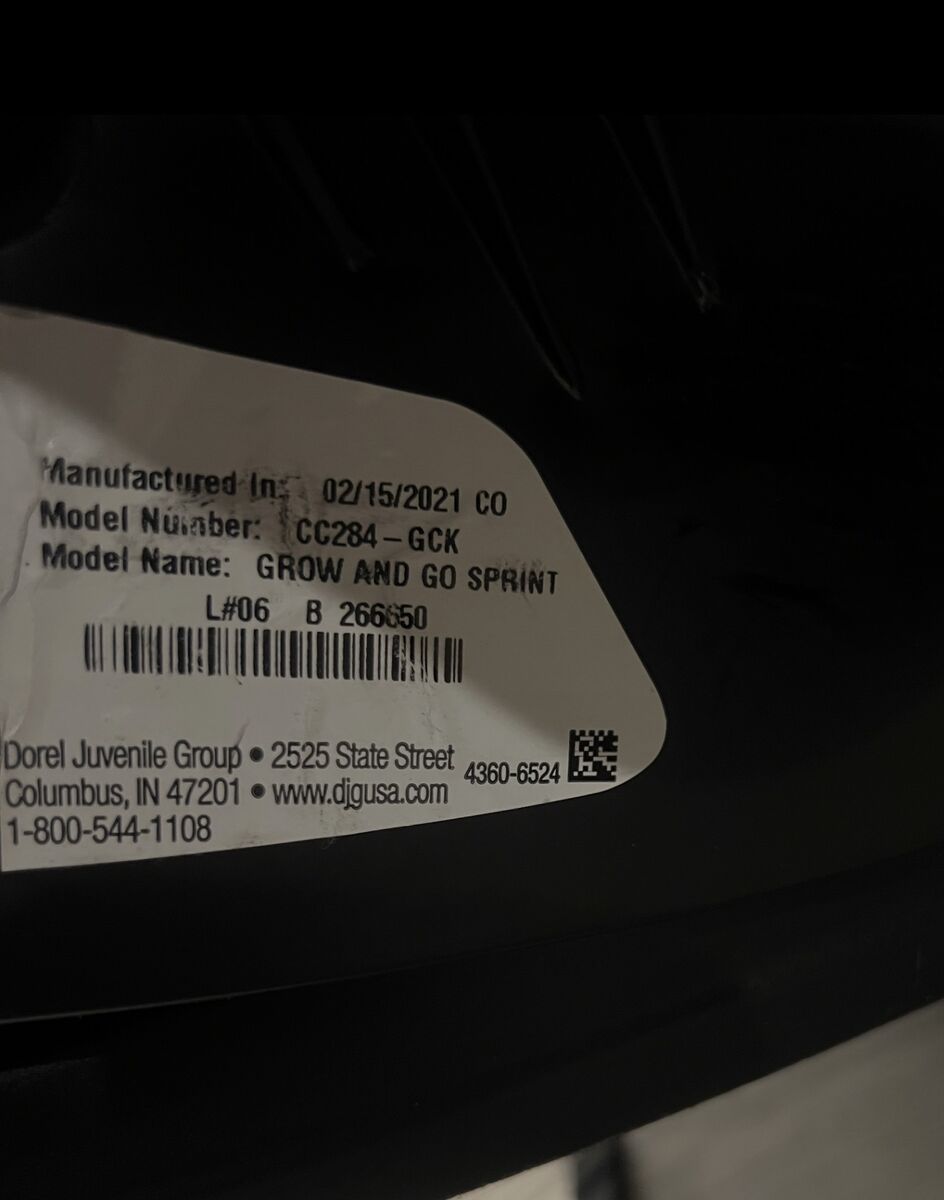 Manufactured In: 02/15/2021 CO
Model Number: CC284-GCK
Model Name: GROW AND GO SPRINT
L#06 B 266650
Dorel Juvenile Group • 2525 State Street
Columbus, IN 47201 • www.djgusa.com
4360-6524
1-800-544-1108